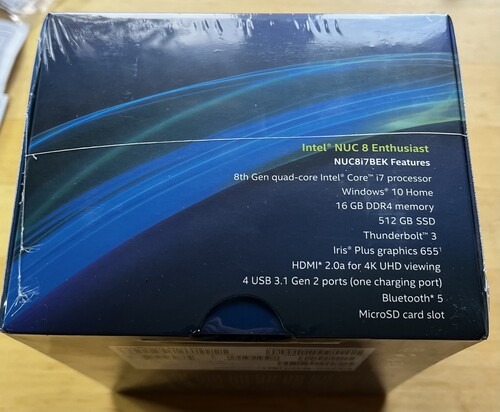 Intel® NUC 8 Enthusiast
NUC8i7BEK Features
8th Gen quad-core Intel® Core™ i7 processor
Windows® 10 Home
16 GB DDR4 memory
512 GB SSD
Thunderbolt™ 3
Iris® Plus graphics 655¹
HDMI* 2.0a for 4K UHD viewing
4 USB 3.1 Gen 2 ports (one charging port)
Bluetooth* 5
MicroSD card slot